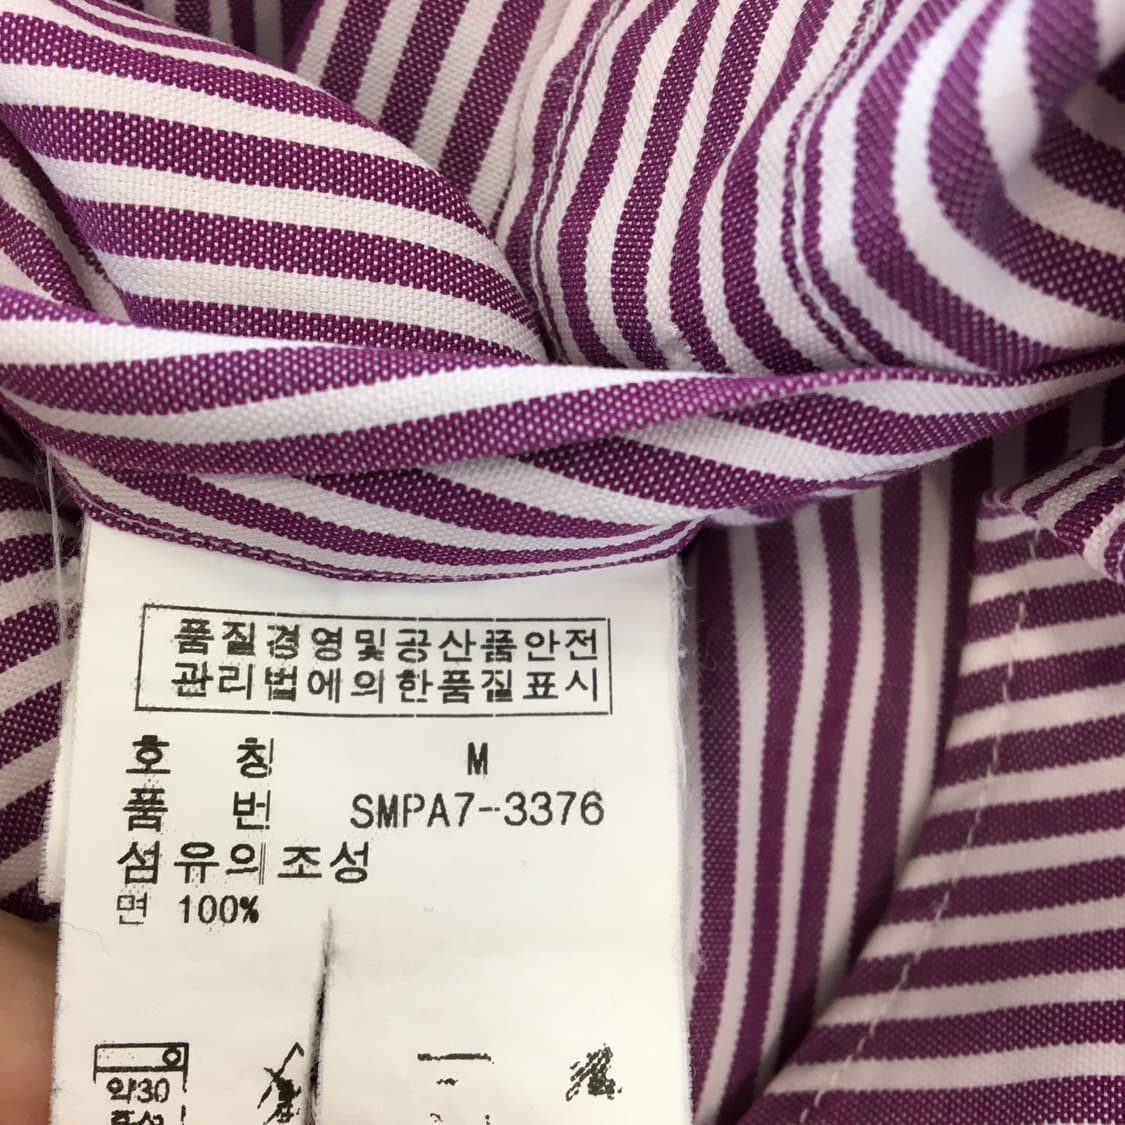 품질경영및공산품안전
관리법에의한품질표시
호 칭 M
품 번 SMPA7-3376
섬유의조성
면 100%
약30